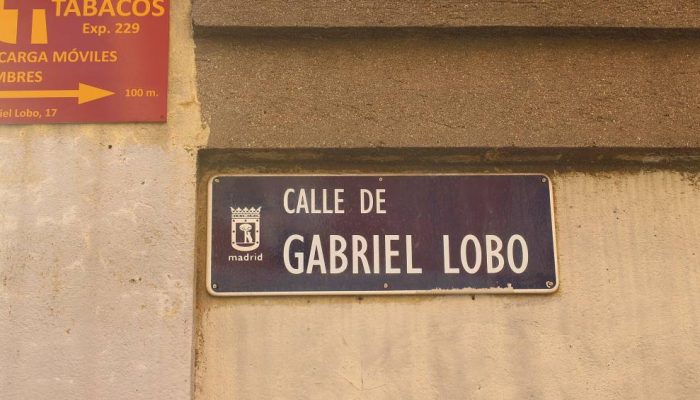 TABACOS
Exp. 229
CARGA MÓVILES
MBRES
100 m.
iel Lobo, 17
CALLE DE
GABRIEL LOBO
madrid